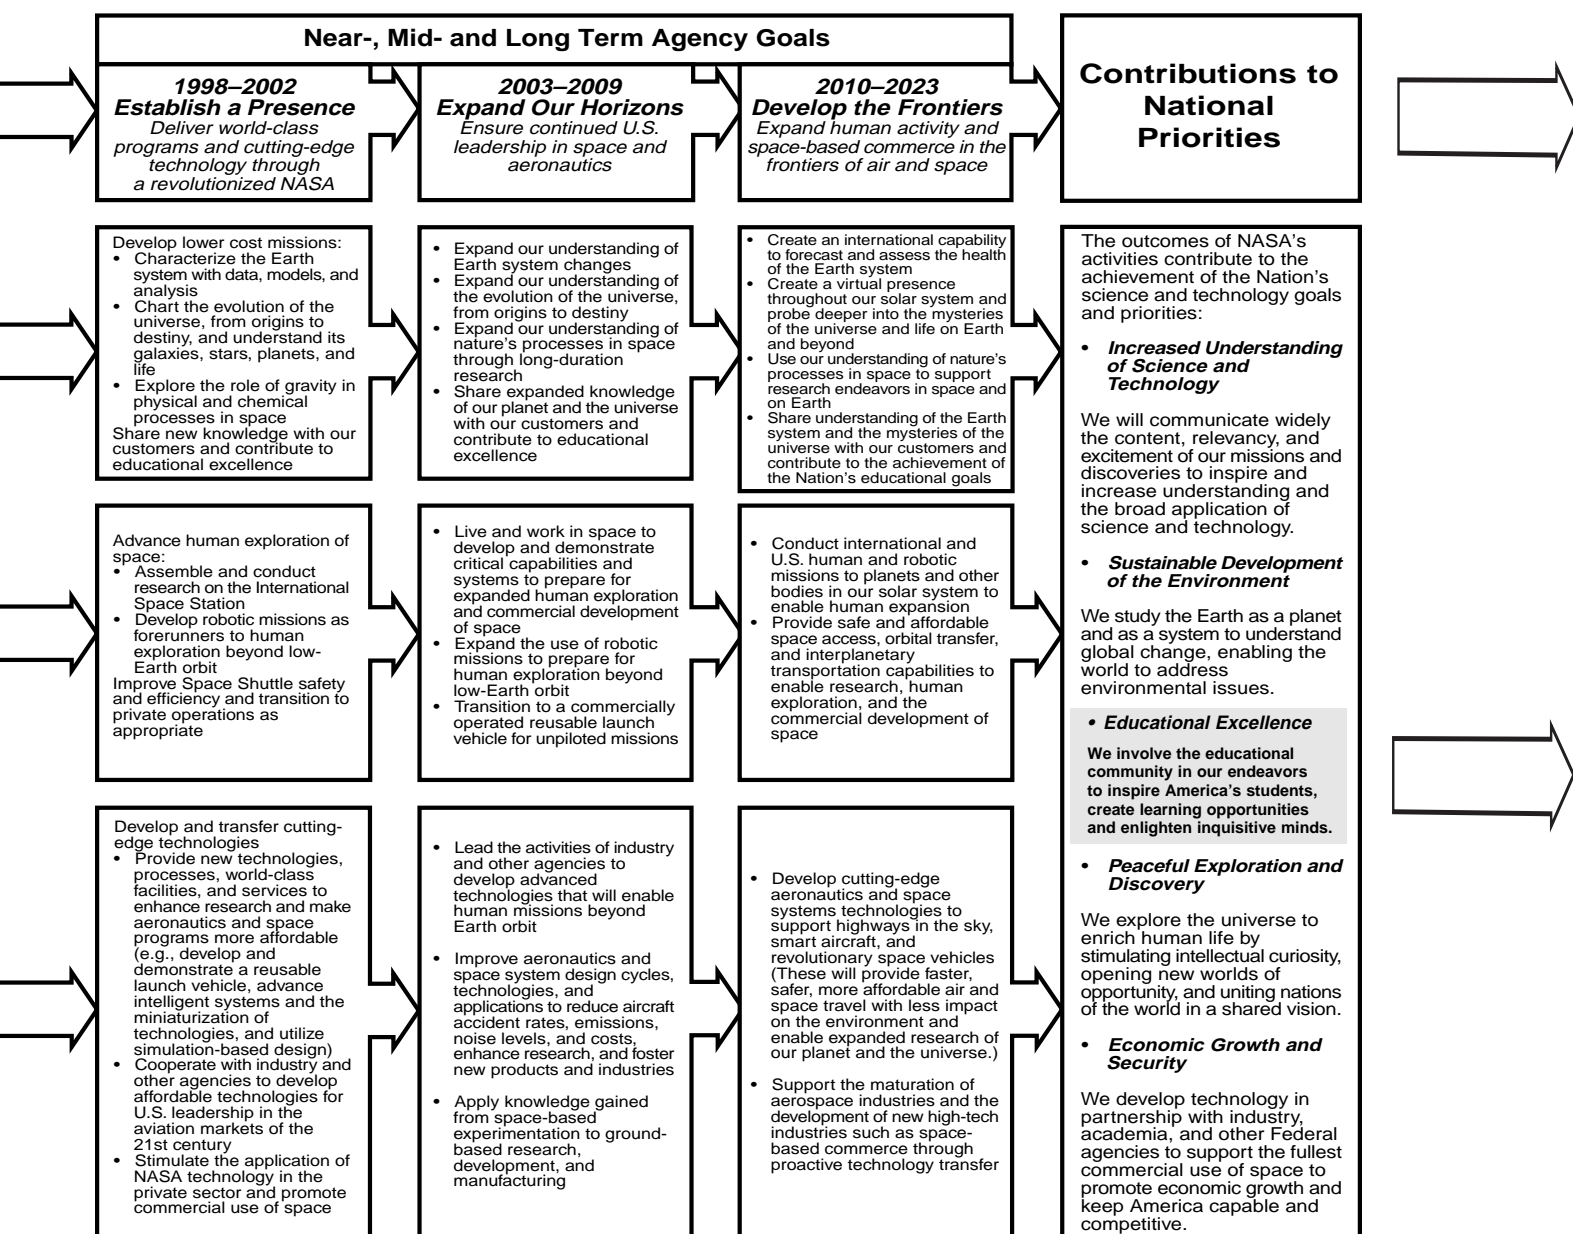 Near-, Mid- and Long Term Agency Goals
1998–2002
Establish a Presence
Deliver world-class
programs and cutting-edge
technology through
a revolutionized NASA
2003–2009
Expand Our Horizons
Ensure continued U.S.
leadership in space and
aeronautics
2010–2023
Develop the Frontiers
Expand human activity and
space-based commerce in the
frontiers of air and space
Contributions to
National
Priorities
Develop lower cost missions:
• Characterize the Earth
system with data, models, and
analysis
• Chart the evolution of the
universe, from origins to
destiny, and understand its
galaxies, stars, planets, and
life
• Explore the role of gravity in
physical and chemical
processes in space
Share new knowledge with our
customers and contribute to
educational excellence
• Expand our understanding of
Earth system changes
• Expand our understanding of
the evolution of the universe,
from origins to destiny
• Expand our understanding of
nature's processes in space
through long-duration
research
• Share expanded knowledge
of our planet and the universe
with our customers and
contribute to educational
excellence
• Create an international capability
to forecast and assess the health
of the Earth system
• Create a virtual presence
throughout our solar system and
probe deeper into the mysteries
of the universe and life on Earth
and beyond
• Use our understanding of nature's
processes in space to support
research endeavors in space and
on Earth
• Share understanding of the Earth
system and the mysteries of the
universe with our customers and
contribute to the achievement of
the Nation's educational goals
Advance human exploration of
space:
• Assemble and conduct
research on the International
Space Station
• Develop robotic missions as
forerunners to human
exploration beyond low-
Earth orbit
Improve Space Shuttle safety
and efficiency and transition to
private operations as
appropriate
• Live and work in space to
develop and demonstrate
critical capabilities and
systems to prepare for
expanded human exploration
and commercial development
of space
• Expand the use of robotic
missions to prepare for
human exploration beyond
low-Earth orbit
• Transition to a commercially
operated reusable launch
vehicle for unpiloted missions
• Conduct international and
U.S. human and robotic
missions to planets and other
bodies in our solar system to
enable human expansion
• Provide safe and affordable
space access, orbital transfer,
and interplanetary
transportation capabilities to
enable research, human
exploration, and the
commercial development of
space
Develop and transfer cutting-
edge technologies
• Provide new technologies,
processes, world-class
facilities, and services to
enhance research and make
aeronautics and space
programs more affordable
(e.g., develop and
demonstrate a reusable
launch vehicle, advance
intelligent systems and the
miniaturization of
technologies, and utilize
simulation-based design)
• Cooperate with industry and
other agencies to develop
affordable technologies for
U.S. leadership in the
aviation markets of the
21st century
• Stimulate the application of
NASA technology in the
private sector and promote
commercial use of space
• Lead the activities of industry
and other agencies to
develop advanced
technologies that will enable
human missions beyond
Earth orbit
• Improve aeronautics and
space system design cycles,
technologies, and
applications to reduce aircraft
accident rates, emissions,
noise levels, and costs,
enhance research, and foster
new products and industries
• Apply knowledge gained
from space-based
experimentation to ground-
based research,
development, and
manufacturing
• Develop cutting-edge
aeronautics and space
systems technologies to
support highways in the sky,
smart aircraft, and
revolutionary space vehicles
(These will provide faster,
safer, more affordable air and
space travel with less impact
on the environment and
enable expanded research of
our planet and the universe.)
• Support the maturation of
aerospace industries and the
development of new high-tech
industries such as space-
based commerce through
proactive technology transfer
The outcomes of NASA's
activities contribute to the
achievement of the Nation's
science and technology goals
and priorities:
• Increased Understanding
of Science and
Technology
We will communicate widely
the content, relevancy, and
excitement of our missions and
discoveries to inspire and
increase understanding and
the broad application of
science and technology.
• Sustainable Development
of the Environment
We study the Earth as a planet
and as a system to understand
global change, enabling the
world to address
environmental issues.
• Educational Excellence
We involve the educational
community in our endeavors
to inspire America's students,
create learning opportunities
and enlighten inquisitive minds.
• Peaceful Exploration and
Discovery
We explore the universe to
enrich human life by
stimulating intellectual curiosity,
opening new worlds of
opportunity, and uniting nations
of the world in a shared vision.
• Economic Growth and
Security
We develop technology in
partnership with industry,
academia, and other Federal
agencies to support the fullest
commercial use of space to
promote economic growth and
keep America capable and
competitive.